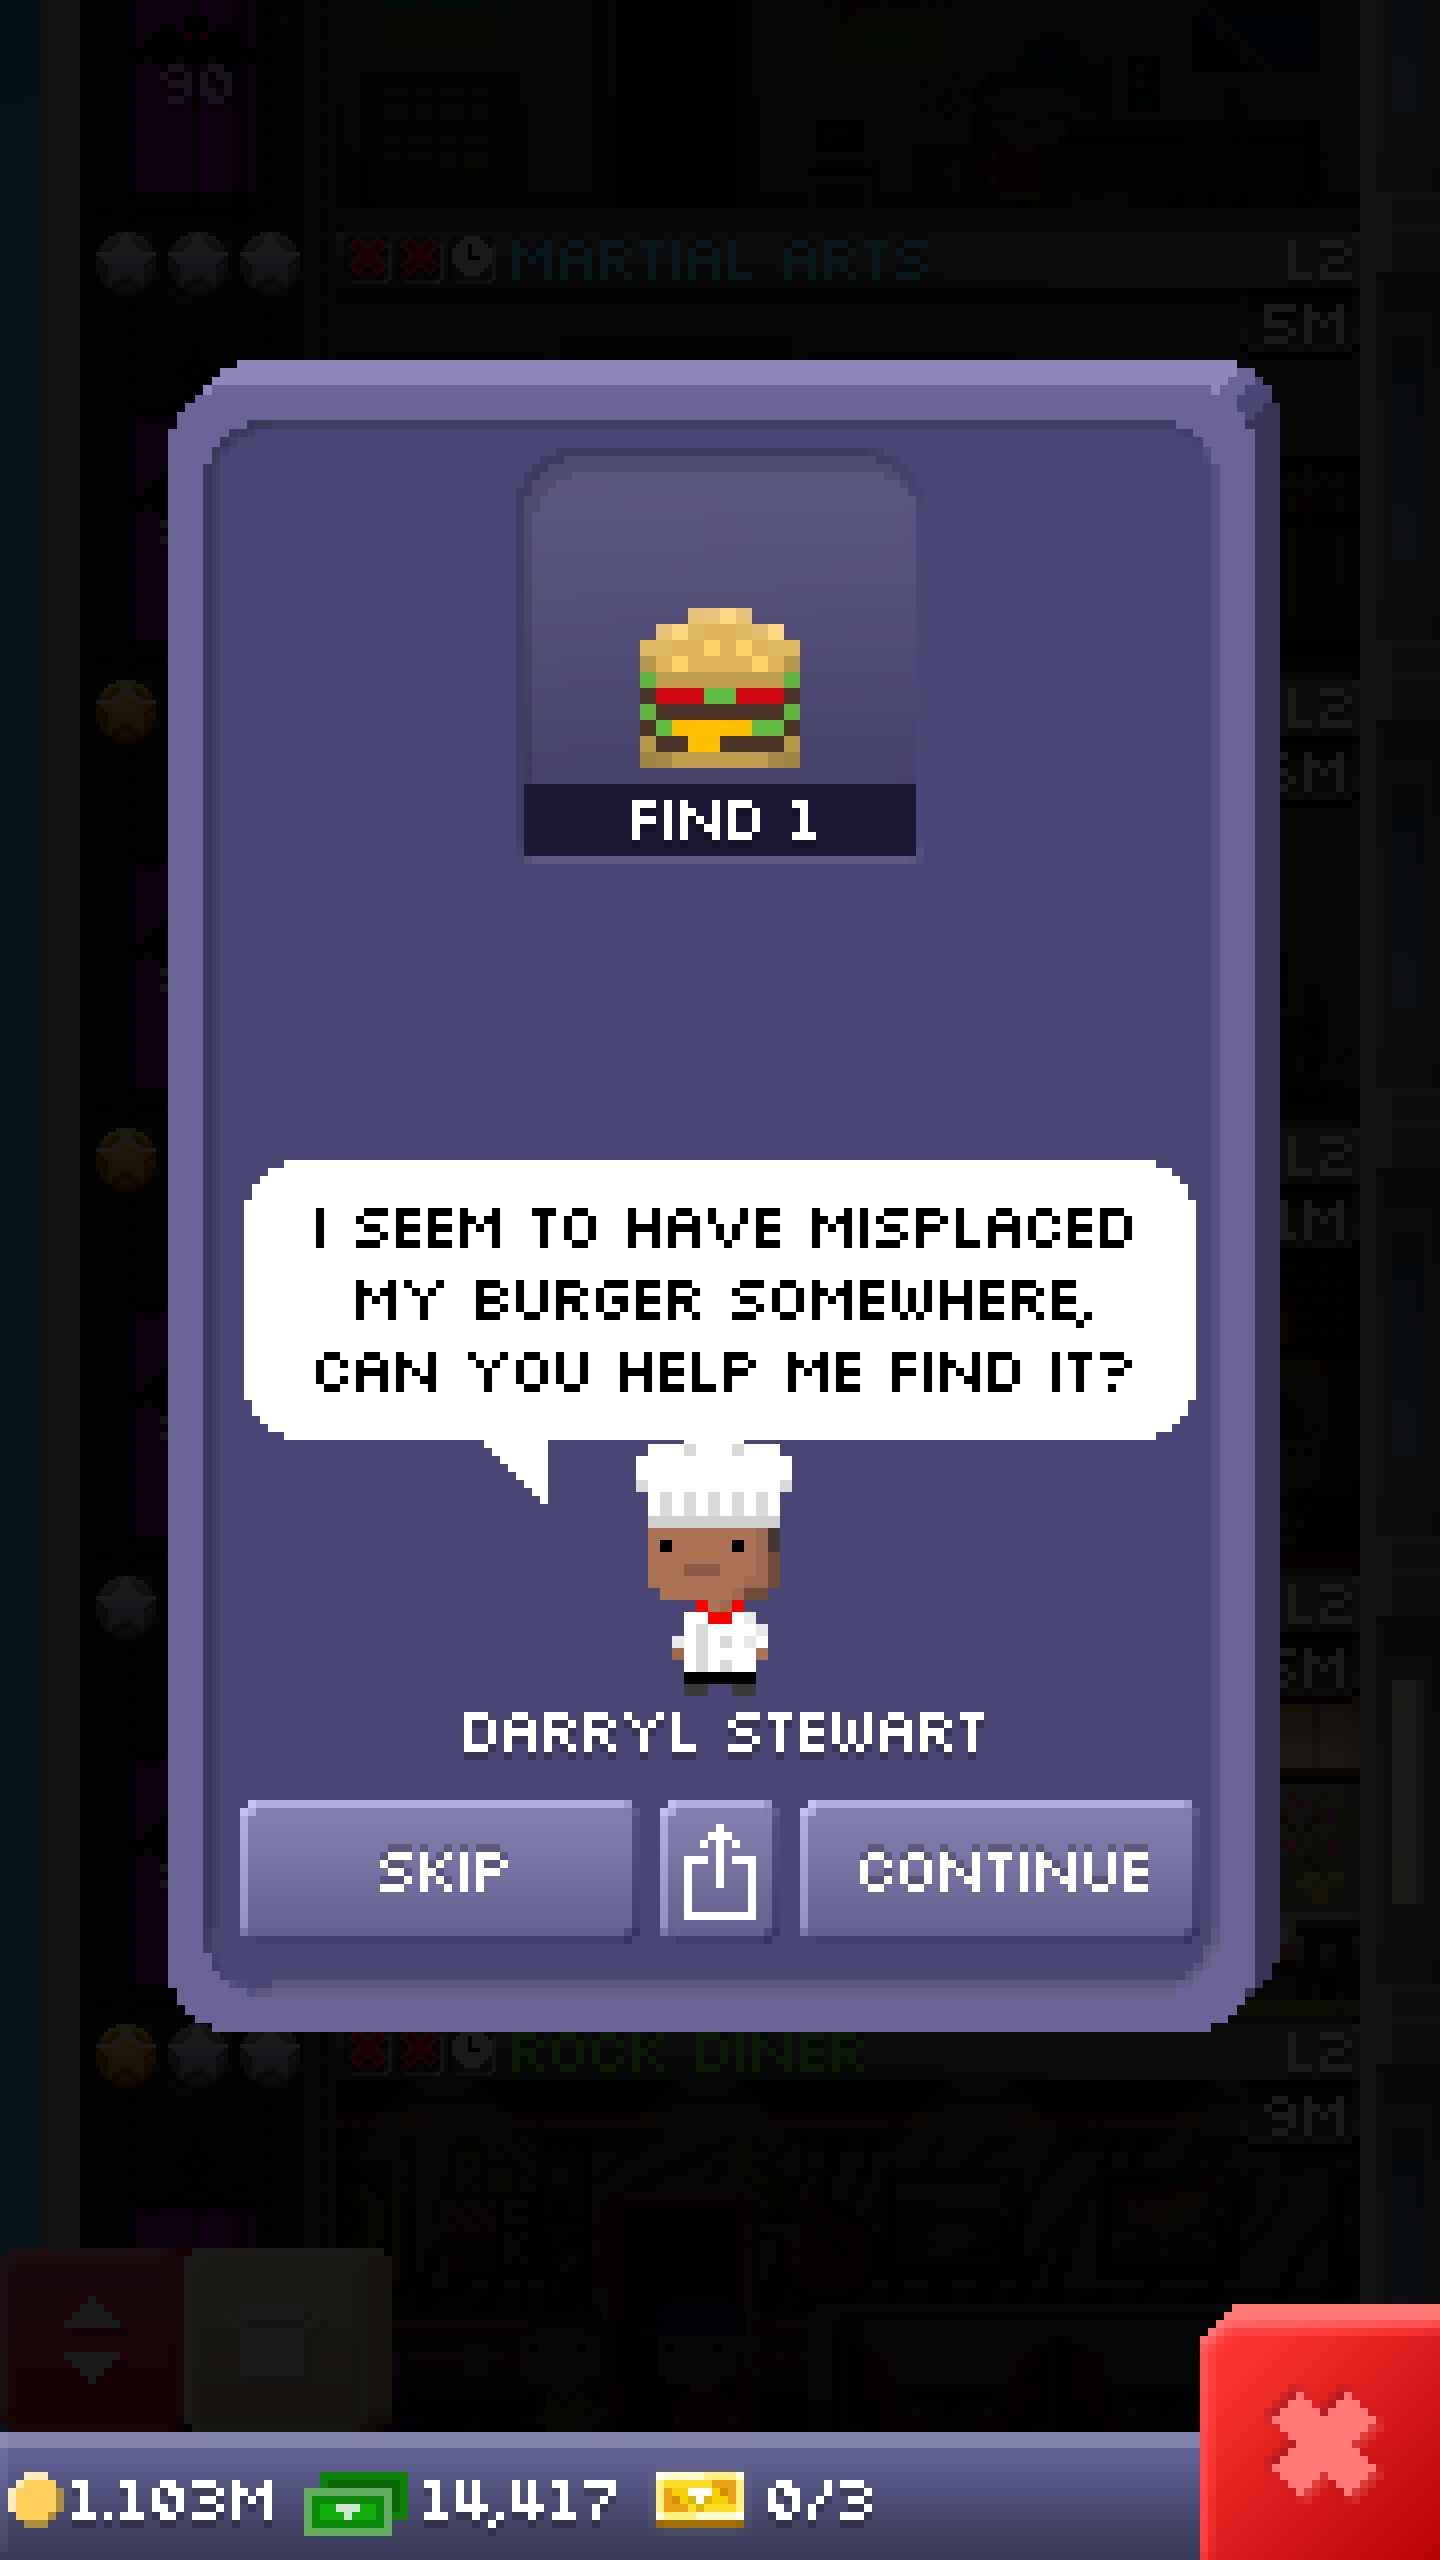 90
MARTIAL ARTS L2
5M
FIND 1
L2
5M
L2
1M
I SEEM TO HAVE MISPLACED
MY BURGER SOMEWHERE,
CAN YOU HELP ME FIND IT?
L2
5M
DARRYL STEWART
SKIP
CONTINUE
ROCK DINER L2
9M
1.103M 14,417 0/3